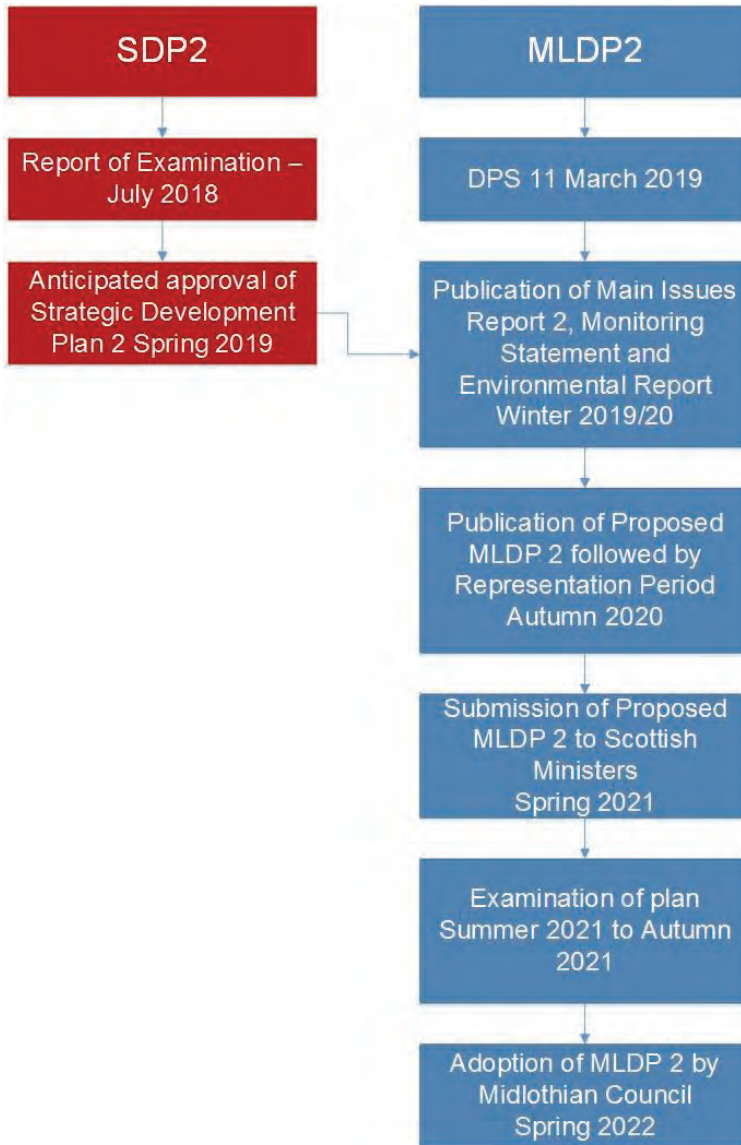 SDP2
Report of Examination –
July 2018
Anticipated approval of
Strategic Development
Plan 2 Spring 2019
MLDP2
DPS 11 March 2019
Publication of Main Issues
Report 2, Monitoring
Statement and
Environmental Report
Winter 2019/20
Publication of Proposed
MLDP 2 followed by
Representation Period
Autumn 2020
Submission of Proposed
MLDP 2 to Scottish
Ministers
Spring 2021
Examination of plan
Summer 2021 to Autumn
2021
Adoption of MLDP 2 by
Midlothian Council
Spring 2022